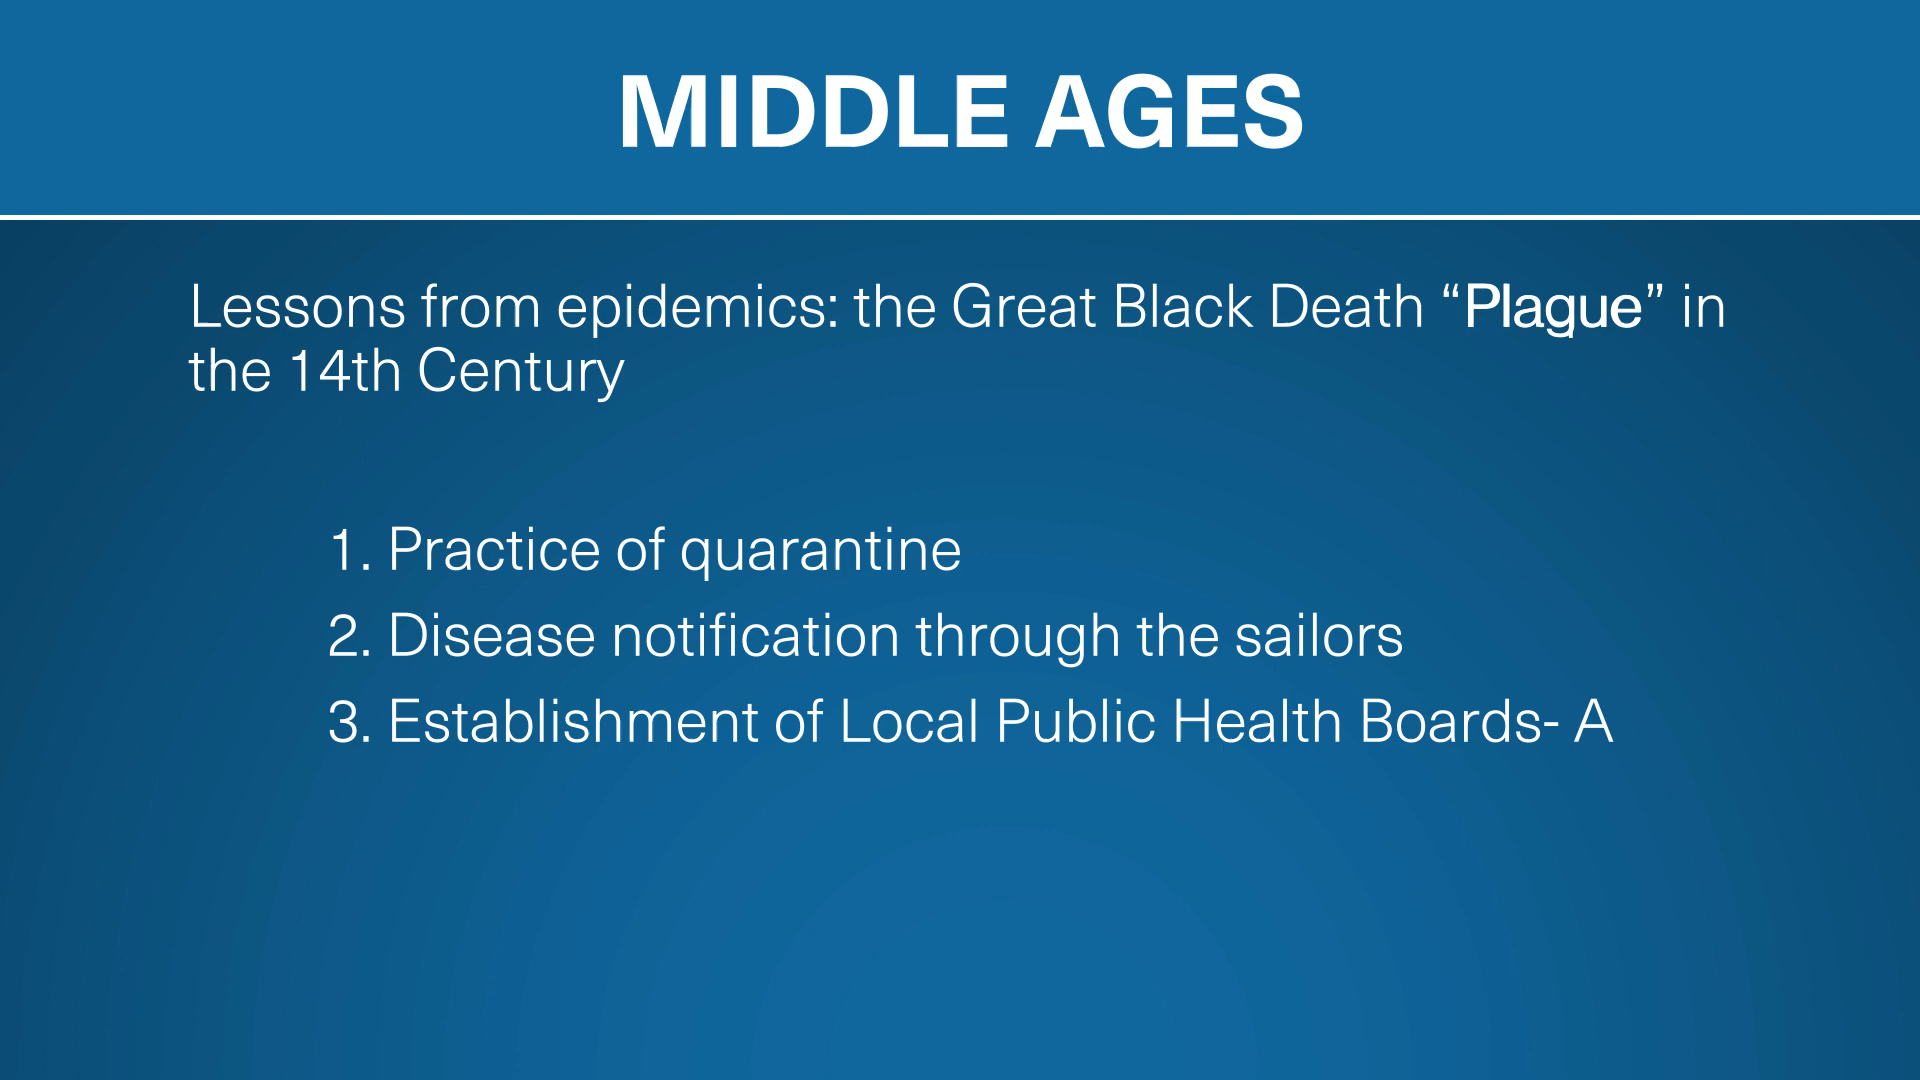 MIDDLE AGES
Lessons from epidemics: the Great Black Death “Plague” in
the 14th Century
1. Practice of quarantine
2. Disease notification through the sailors
3. Establishment of Local Public Health Boards- A